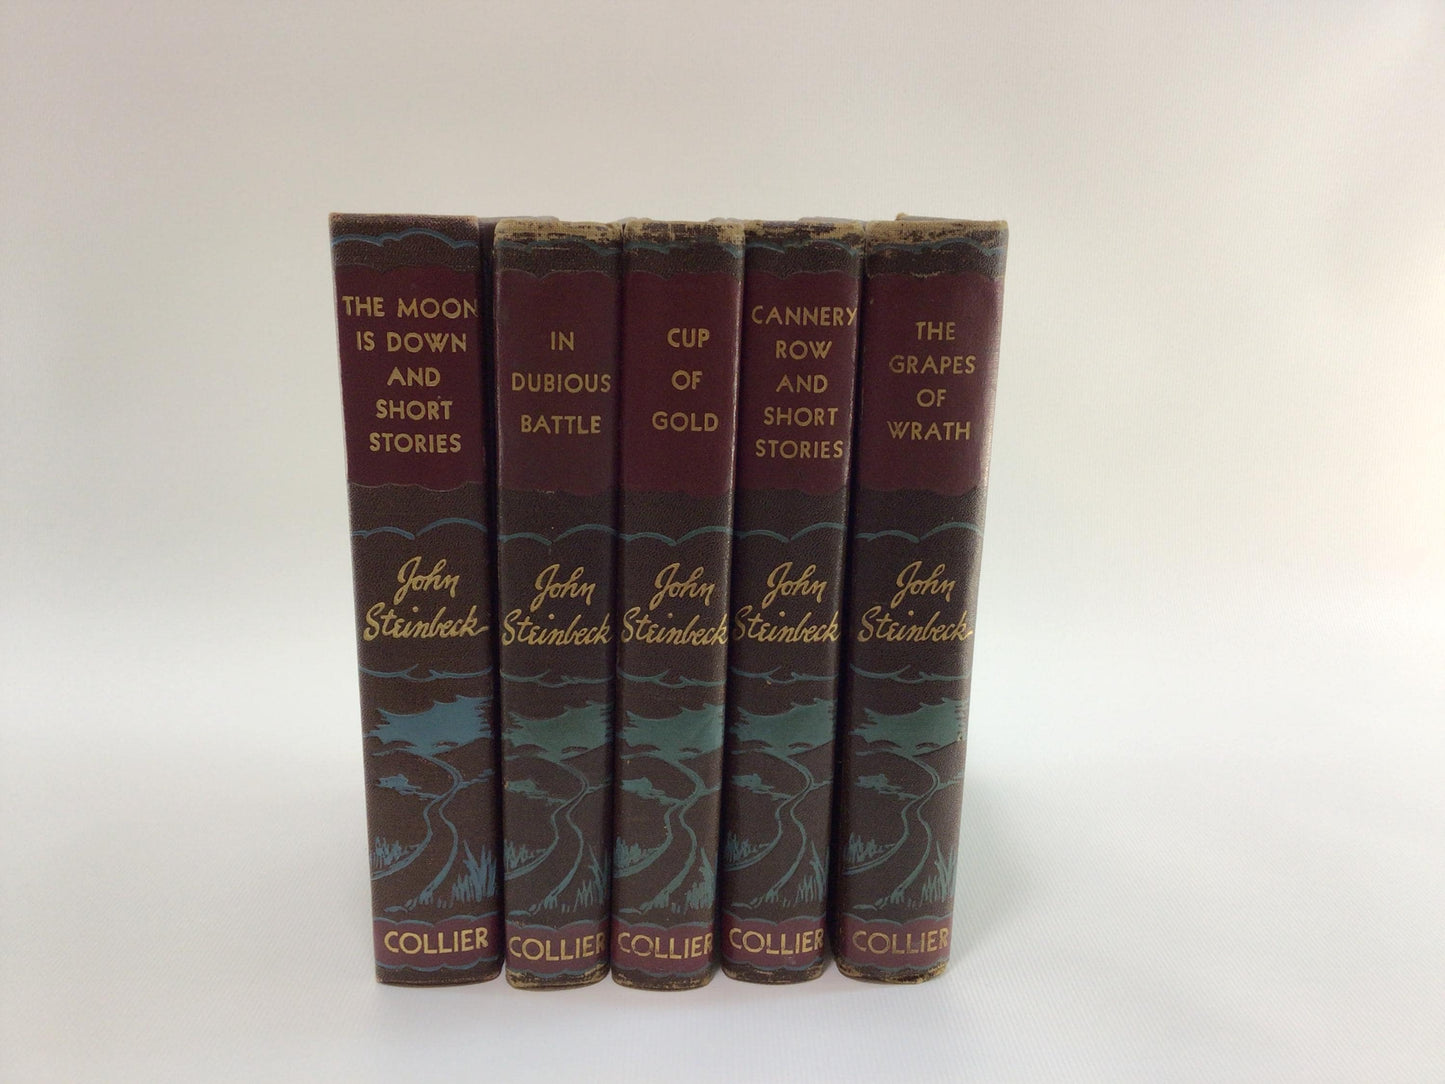 THE MOON
IS DOWN
AND
SHORT
STORIES
John
Steinbeck
COLLIER
IN
DUBIOUS
BATTLE
John
Steinbeck
COLLIER
CUP
OF
GOLD
John
Steinbeck
COLLIER
CANNERY
ROW
AND
SHORT
STORIES
John
Steinbeck
COLLIER
THE
GRAPES
OF
WRATH
John
Steinbeck
COLLIER